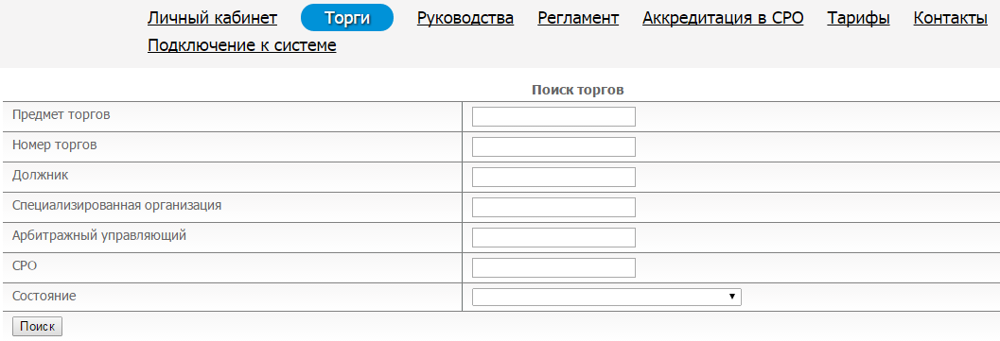 Личный кабинет Торги Руководства Регламент Аккредитация в СРО Тарифы Контакты
Подключение к системе
Поиск торгов
Предмет торгов
Номер торгов
Должник
Специализированная организация
Арбитражный управляющий
СРО
Состояние
Поиск